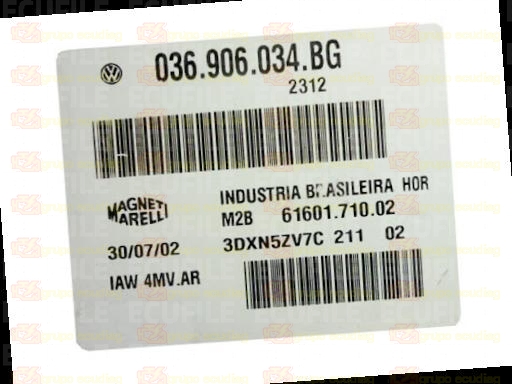 036.906.034.BG
2312
INDUSTRIA BRASILEIRA HOR
MAGNETI MARELLI
M2B 61601.710.02
30/07/02
3DXN5ZV7C 211 02
IAW 4MV.AR